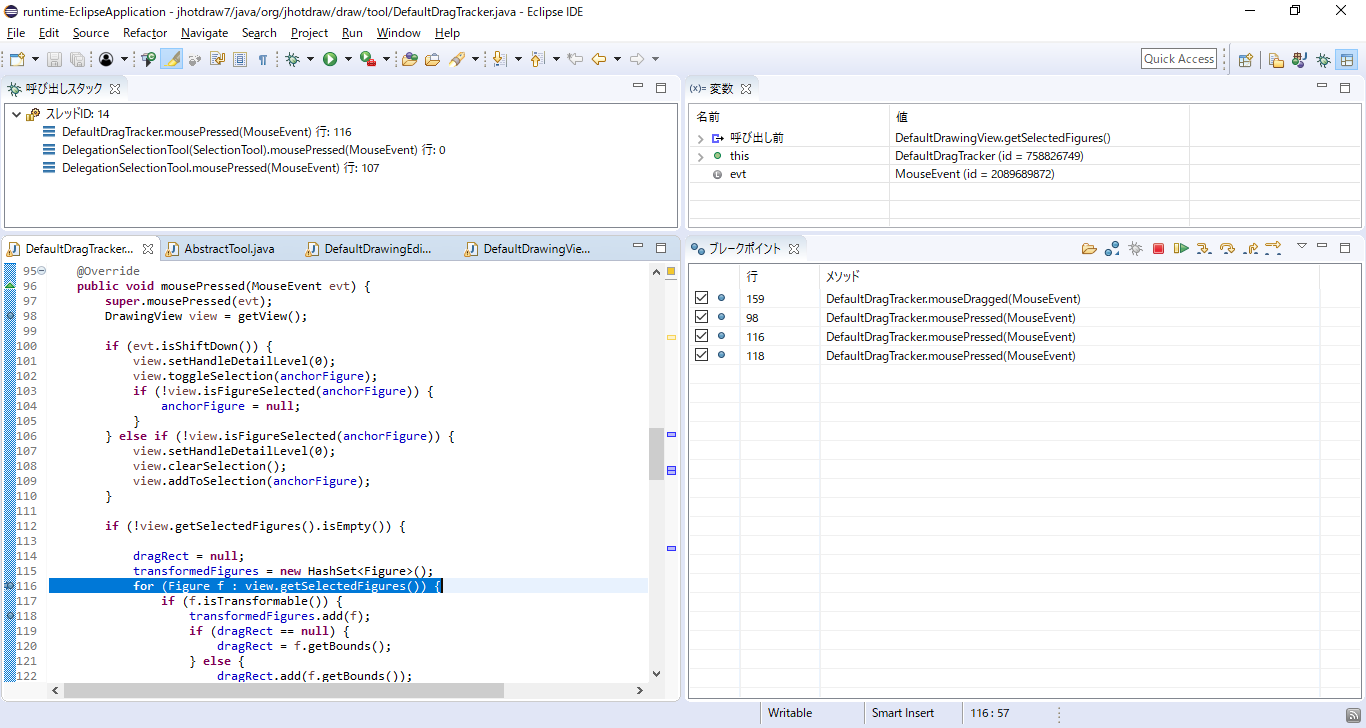 runtime-EclipseApplication - jhotdraw7/java/org/jhotdraw/draw/tool/DefaultDragTracker.java - Eclipse IDE
File Edit Source Refactor Navigate Search Project Run Window Help
Quick Access
呼び出しスタック
スレッドID: 14
DefaultDragTracker.mousePressed(MouseEvent) 行: 116
DelegationSelectionTool(SelectionTool).mousePressed(MouseEvent) 行: 0
DelegationSelectionTool.mousePressed(MouseEvent) 行: 107
(x)= 変数
名前 値
呼び出し前 DefaultDrawingView.getSelectedFigures()
this DefaultDragTracker (id = 758826749)
evt MouseEvent (id = 2089689872)
DefaultDragTracker... AbstractTool.java DefaultDrawingEdi... DefaultDrawingVie...
95 @Override
96 public void mousePressed(MouseEvent evt) {
97 super.mousePressed(evt);
98 DrawingView view = getView();
99
100 if (evt.isShiftDown()) {
101 view.setHandleDetailLevel(0);
102 view.toggleSelection(anchorFigure);
103 if (!view.isFigureSelected(anchorFigure)) {
104 anchorFigure = null;
105 }
106 } else if (!view.isFigureSelected(anchorFigure)) {
107 view.setHandleDetailLevel(0);
108 view.clearSelection();
109 view.addToSelection(anchorFigure);
110 }
111
112 if (!view.getSelectedFigures().isEmpty()) {
113
114 dragRect = null;
115 transformedFigures = new HashSet<Figure>();
116 for (Figure f : view.getSelectedFigures()) {
117 if (f.isTransformable()) {
118 transformedFigures.add(f);
119 if (dragRect == null) {
120 dragRect = f.getBounds();
121 } else {
122 dragRect.add(f.getBounds());
ブレークポイント
行 メソッド
159 DefaultDragTracker.mouseDragged(MouseEvent)
98 DefaultDragTracker.mousePressed(MouseEvent)
116 DefaultDragTracker.mousePressed(MouseEvent)
118 DefaultDragTracker.mousePressed(MouseEvent)
Writable Smart Insert 116 : 57